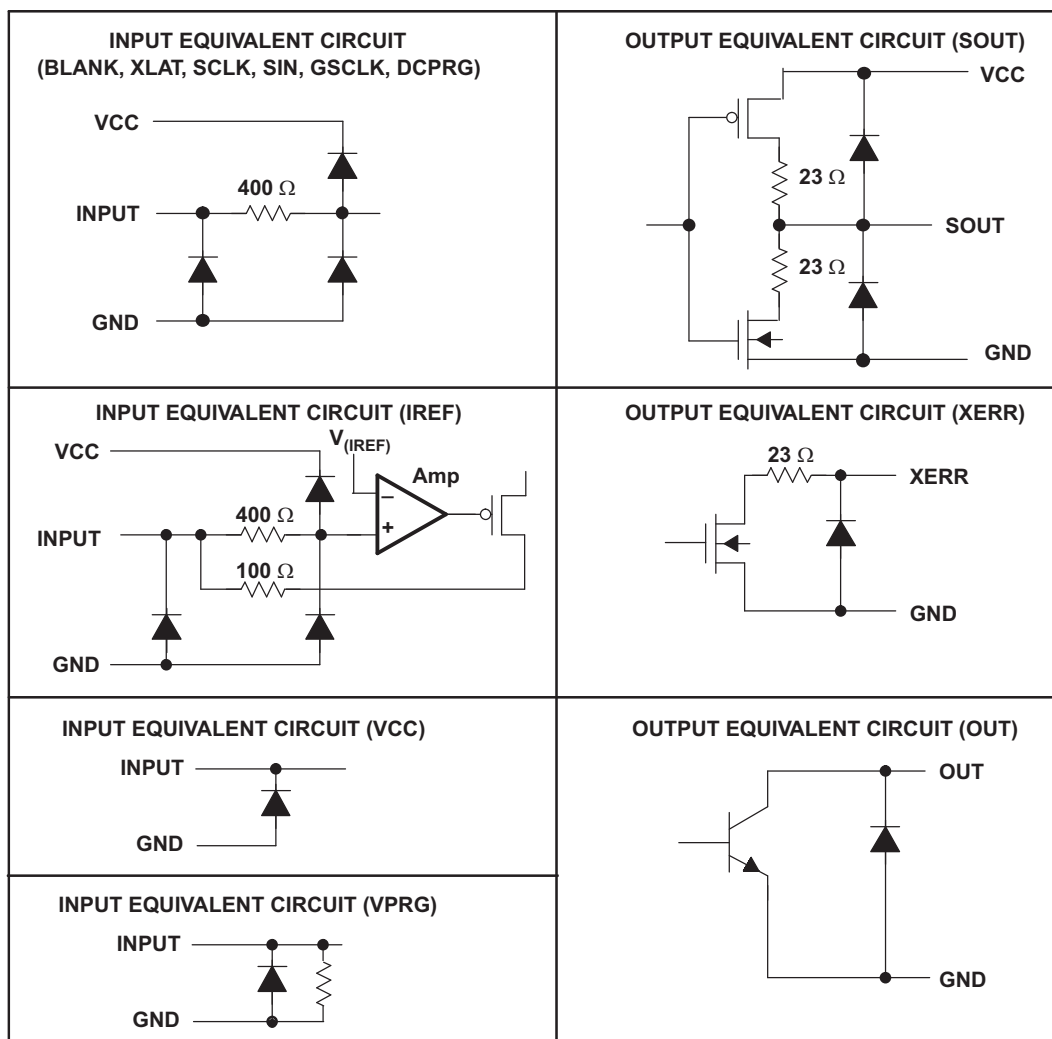 INPUT EQUIVALENT CIRCUIT
(BLANK, XLAT, SCLK, SIN, GSCLK, DCPRG)
VCC
400 Ω
INPUT
GND
OUTPUT EQUIVALENT CIRCUIT (SOUT)
VCC
23 Ω
SOUT
23 Ω
GND
INPUT EQUIVALENT CIRCUIT (IREF)
V(IREF)
VCC
Amp
400 Ω
INPUT
100 Ω
GND
OUTPUT EQUIVALENT CIRCUIT (XERR)
23 Ω
XERR
GND
INPUT EQUIVALENT CIRCUIT (VCC)
INPUT
GND
OUTPUT EQUIVALENT CIRCUIT (OUT)
OUT
GND
INPUT EQUIVALENT CIRCUIT (VPRG)
INPUT
GND